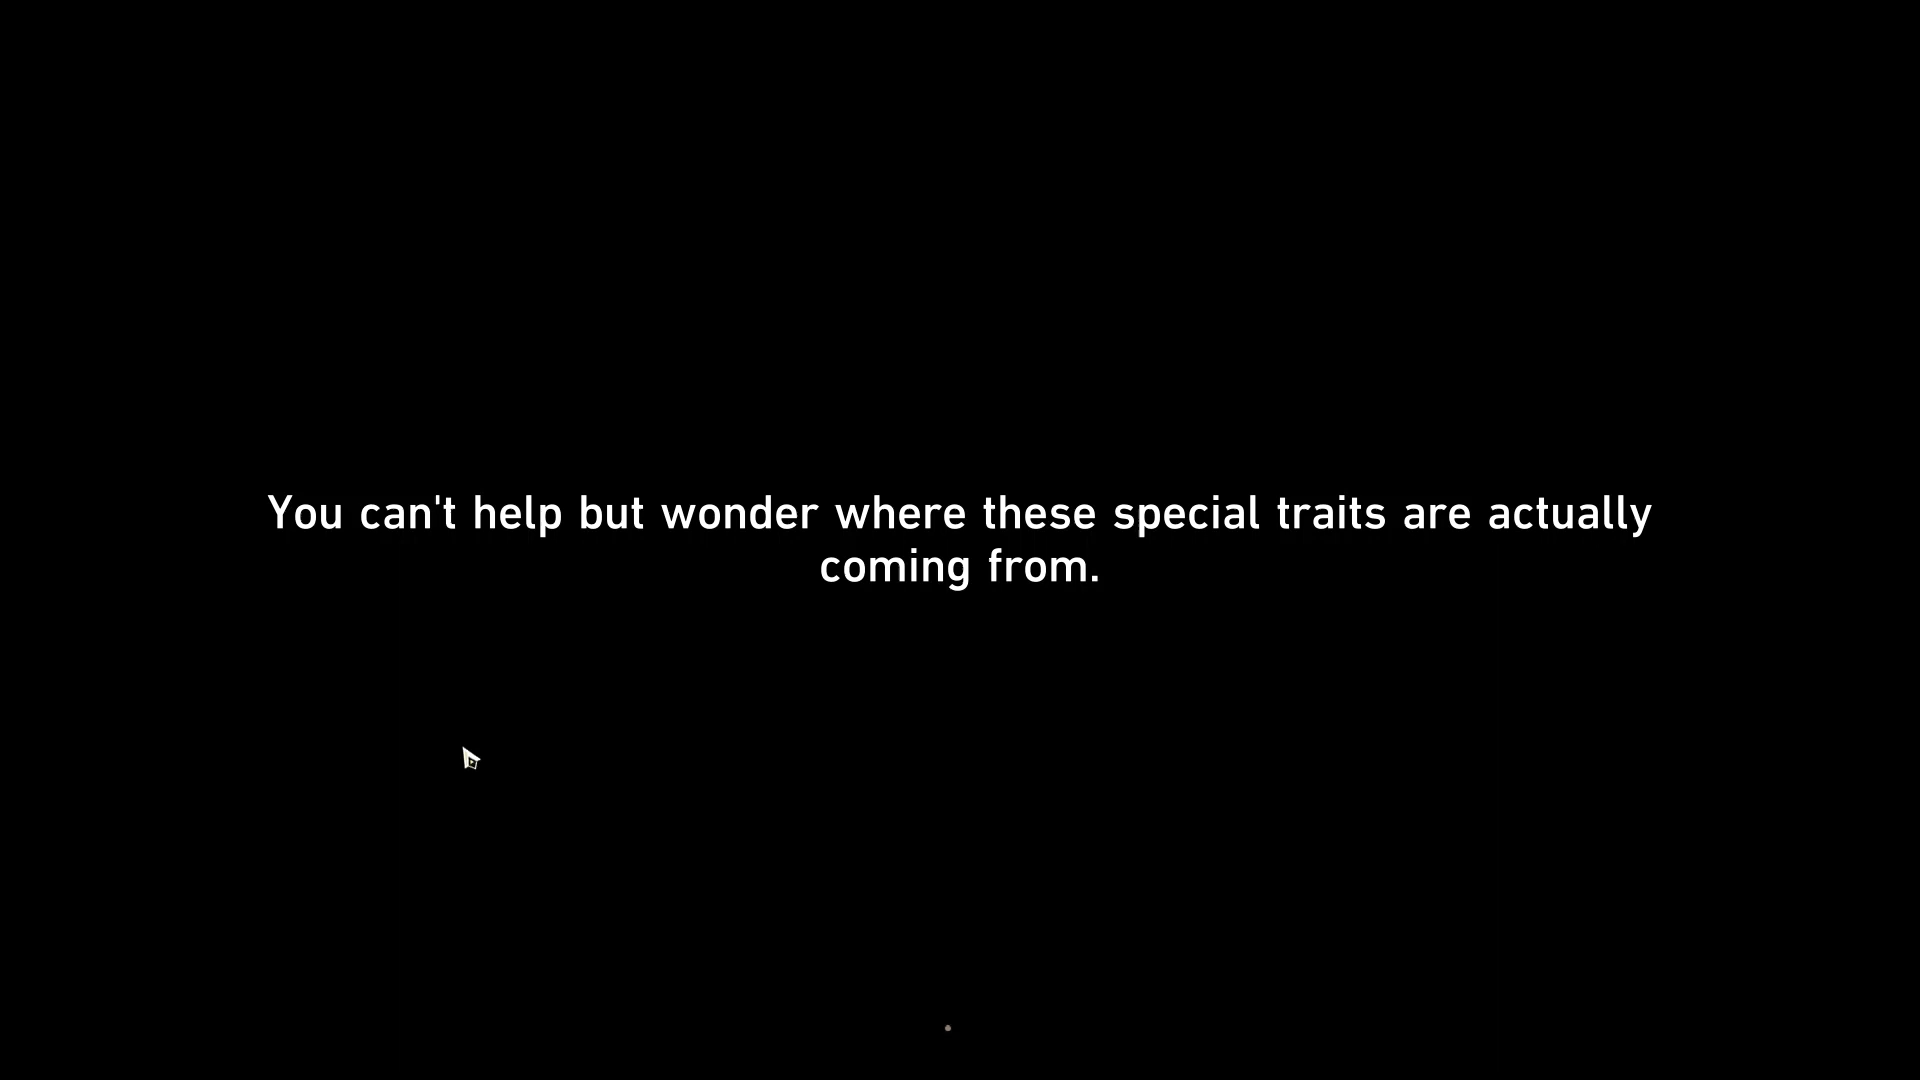 You can't help but wonder where these special traits are actually
coming from.